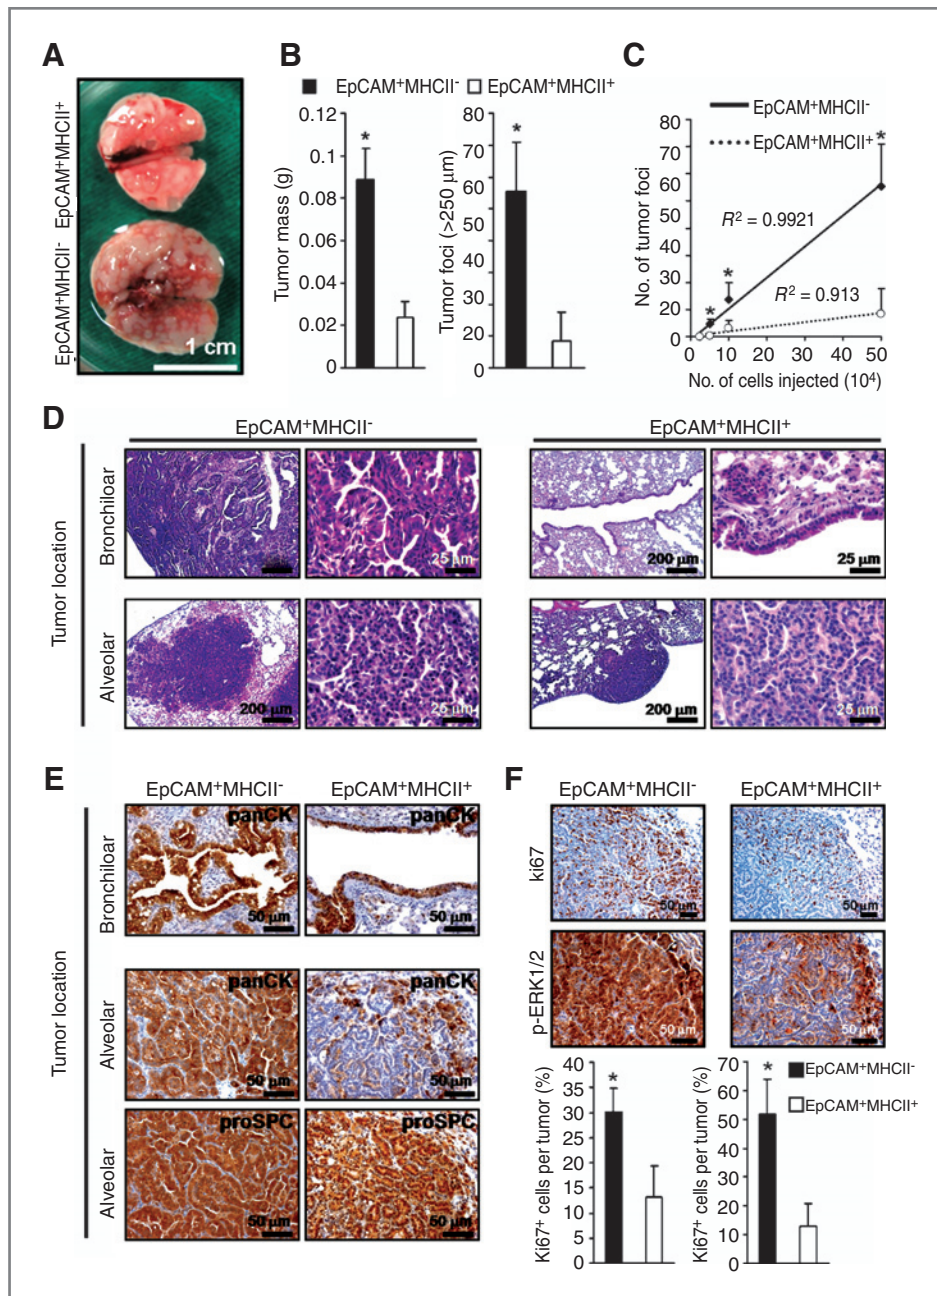 A
EpCAM⁺MHCII⁺
EpCAM⁺MHCII⁻
1 cm
B
EpCAM⁺MHCII⁻
EpCAM⁺MHCII⁺
Tumor mass (g)
0.12
0.1
0.08
0.06
0.04
0.02
0
*
Tumor foci (>250 µm)
80
70
60
50
40
30
20
10
0
*
C
EpCAM⁺MHCII⁻
EpCAM⁺MHCII⁺
No. of tumor foci
80
70
60
50
40
30
20
10
0
*
*
*
R² = 0.9921
R² = 0.913
0 10 20 30 40 50
No. of cells injected (10⁴)
D
EpCAM⁺MHCII⁻
EpCAM⁺MHCII⁺
Tumor location
Bronchiloar
25 µm
200 µm
25 µm
Alveolar
200 µm
25 µm
200 µm
25 µm
E
EpCAM⁺MHCII⁻
EpCAM⁺MHCII⁺
Tumor location
Bronchiloar
panCK
50 µm
panCK
50 µm
Alveolar
panCK
50 µm
panCK
50 µm
Alveolar
proSPC
50 µm
proSPC
50 µm
F
EpCAM⁺MHCII⁻
EpCAM⁺MHCII⁺
ki67
50 µm
50 µm
p-ERK1/2
50 µm
50 µm
Ki67⁺ cells per tumor (%)
40
35
30
25
20
15
10
5
0
*
Ki67⁺ cells per tumor (%)
70
60
50
40
30
20
10
0
*
EpCAM⁺MHCII⁻
EpCAM⁺MHCII⁺